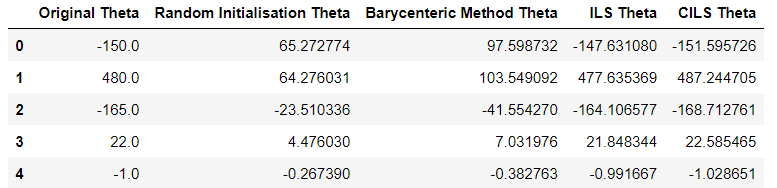 Original Theta Random Initialisation Theta Barycenteric Method Theta ILS Theta CILS Theta
0 -150.0 65.272774 97.598732 -147.631080 -151.595726
1 480.0 64.276031 103.549092 477.635369 487.244705
2 -165.0 -23.510336 -41.554270 -164.106577 -168.712761
3 22.0 4.476030 7.031976 21.848344 22.585465
4 -1.0 -0.267390 -0.382763 -0.991667 -1.028651